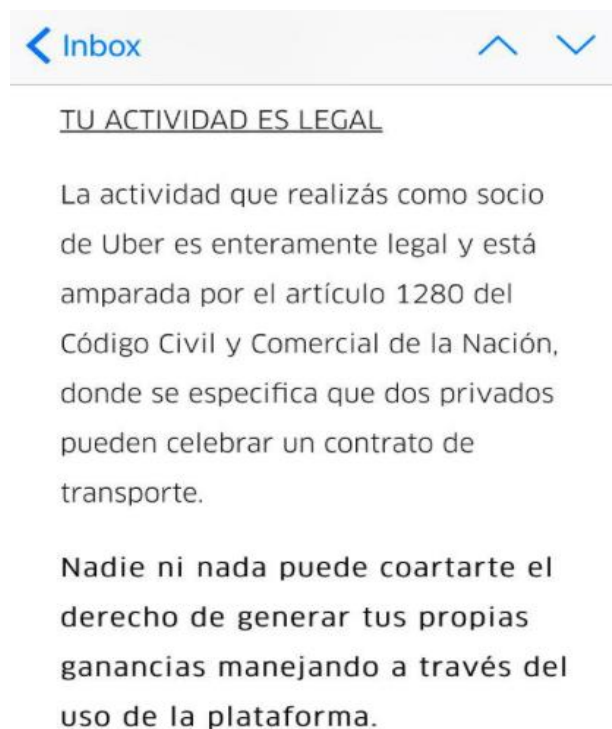 Inbox
TU ACTIVIDAD ES LEGAL
La actividad que realizás como socio
de Uber es enteramente legal y está
amparada por el artículo 1280 del
Código Civil y Comercial de la Nación,
donde se especifica que dos privados
pueden celebrar un contrato de
transporte.
Nadie ni nada puede coartarte el
derecho de generar tus propias
ganancias manejando a través del
uso de la plataforma.